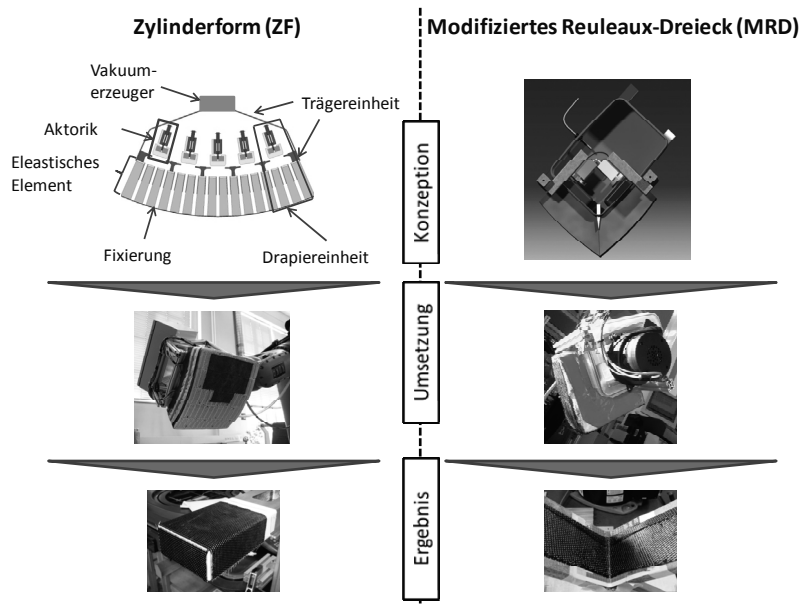 Zylinderform (ZF)
Modifiziertes Reuleaux-Dreieck (MRD)
Vakuum-
erzeuger
Trägereinheit
Aktorik
Eleastisches
Element
Fixierung
Drapiereinheit
Konzeption
Umsetzung
Ergebnis